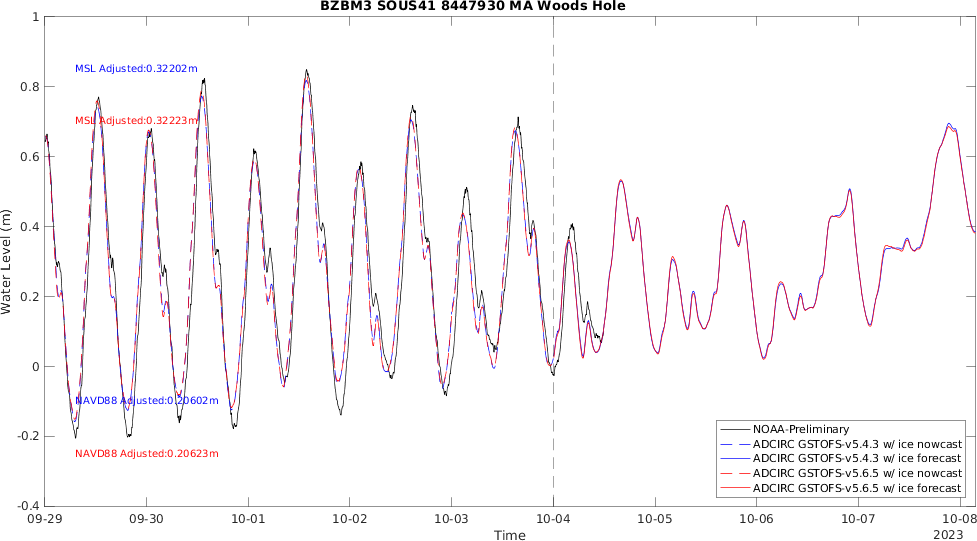 BZBM3 SOUS41 8447930 MA Woods Hole
1
0.8
0.6
0.4
0.2
0
-0.2
-0.4
Water Level (m)
MSL Adjusted:0.32202m
MSL Adjusted:0.32223m
NAVD88 Adjusted:0.20602m
NAVD88 Adjusted:0.20623m
NOAA-Preliminary
ADCIRC GSTOFS-v5.4.3 w/ ice nowcast
ADCIRC GSTOFS-v5.4.3 w/ ice forecast
ADCIRC GSTOFS-v5.6.5 w/ ice nowcast
ADCIRC GSTOFS-v5.6.5 w/ ice forecast
09-29 09-30 10-01 10-02 10-03 10-04 10-05 10-06 10-07 10-08
Time
2023